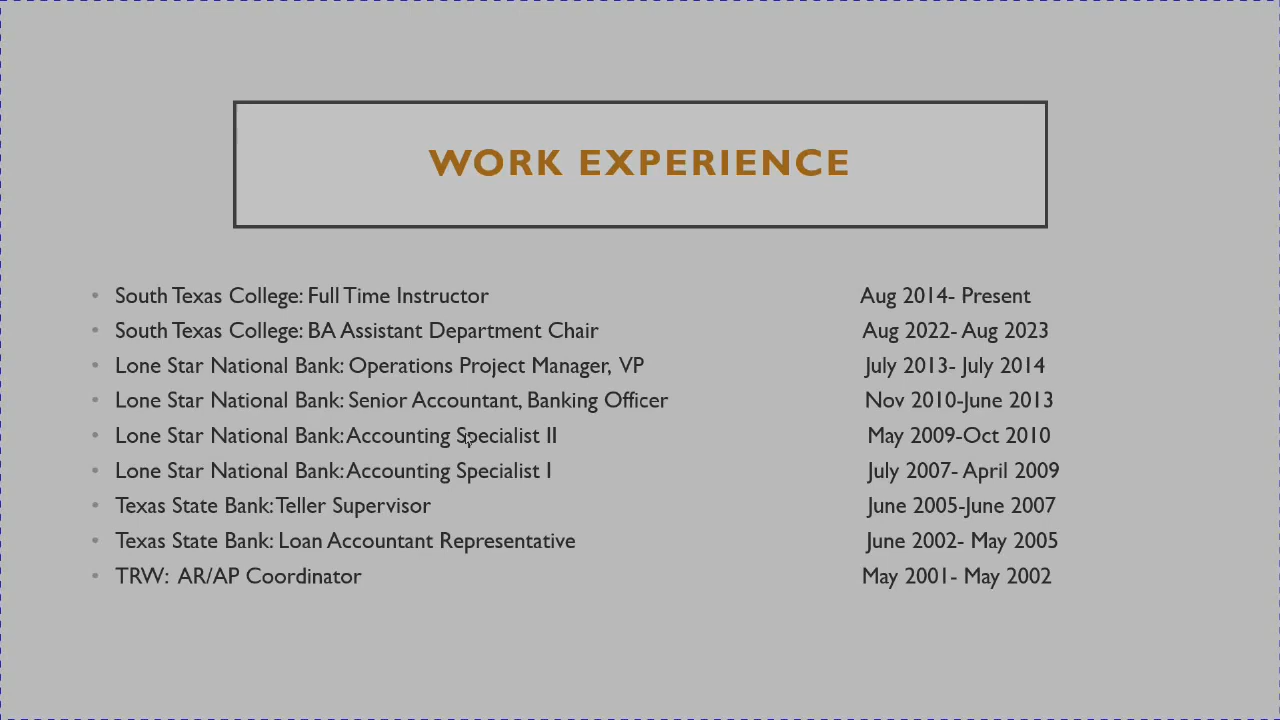 WORK EXPERIENCE
• South Texas College: Full Time Instructor Aug 2014- Present
• South Texas College: BA Assistant Department Chair Aug 2022- Aug 2023
• Lone Star National Bank: Operations Project Manager, VP July 2013- July 2014
• Lone Star National Bank: Senior Accountant, Banking Officer Nov 2010-June 2013
• Lone Star National Bank: Accounting Specialist II May 2009-Oct 2010
• Lone Star National Bank: Accounting Specialist I July 2007- April 2009
• Texas State Bank: Teller Supervisor June 2005-June 2007
• Texas State Bank: Loan Accountant Representative June 2002- May 2005
• TRW: AR/AP Coordinator May 2001- May 2002